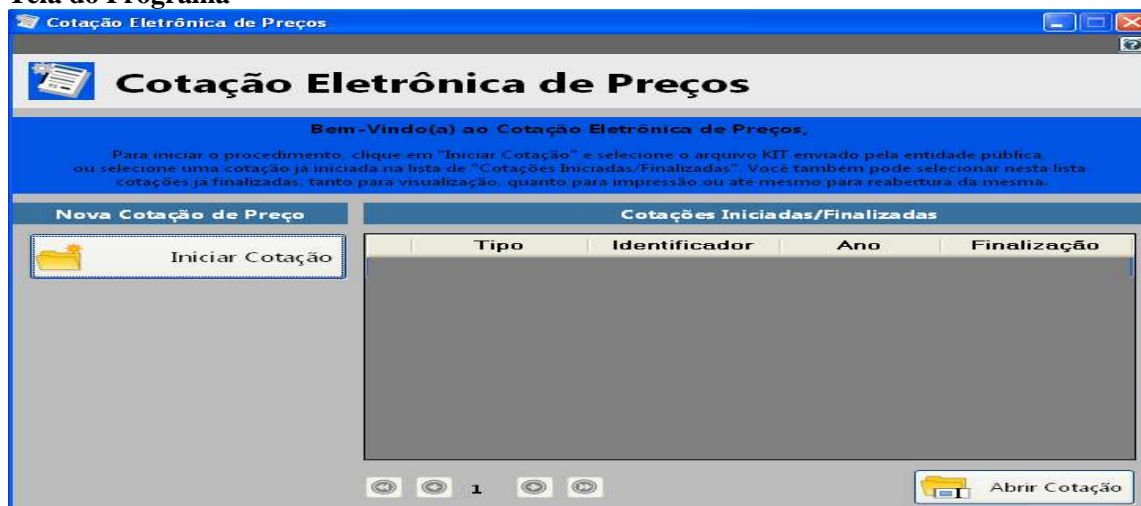 Tela do Programa
Cotação Eletrônica de Preços
Cotação Eletrônica de Preços
Bem-Vindo(a) ao Cotação Eletrônica de Preços,
Para iniciar o procedimento, clique em "Iniciar Cotação" e selecione o arquivo KIT enviado pela entidade pública,
ou selecione uma cotação já iniciada na lista de "Cotações Iniciadas/Finalizadas". Você também pode selecionar nesta lista
cotações já finalizadas, tanto para visualização, quanto para impressão ou até mesmo para reabertura da mesma.
Nova Cotação de Preço
Cotações Iniciadas/Finalizadas
Iniciar Cotação
Tipo Identificador Ano Finalização
1
Abrir Cotação